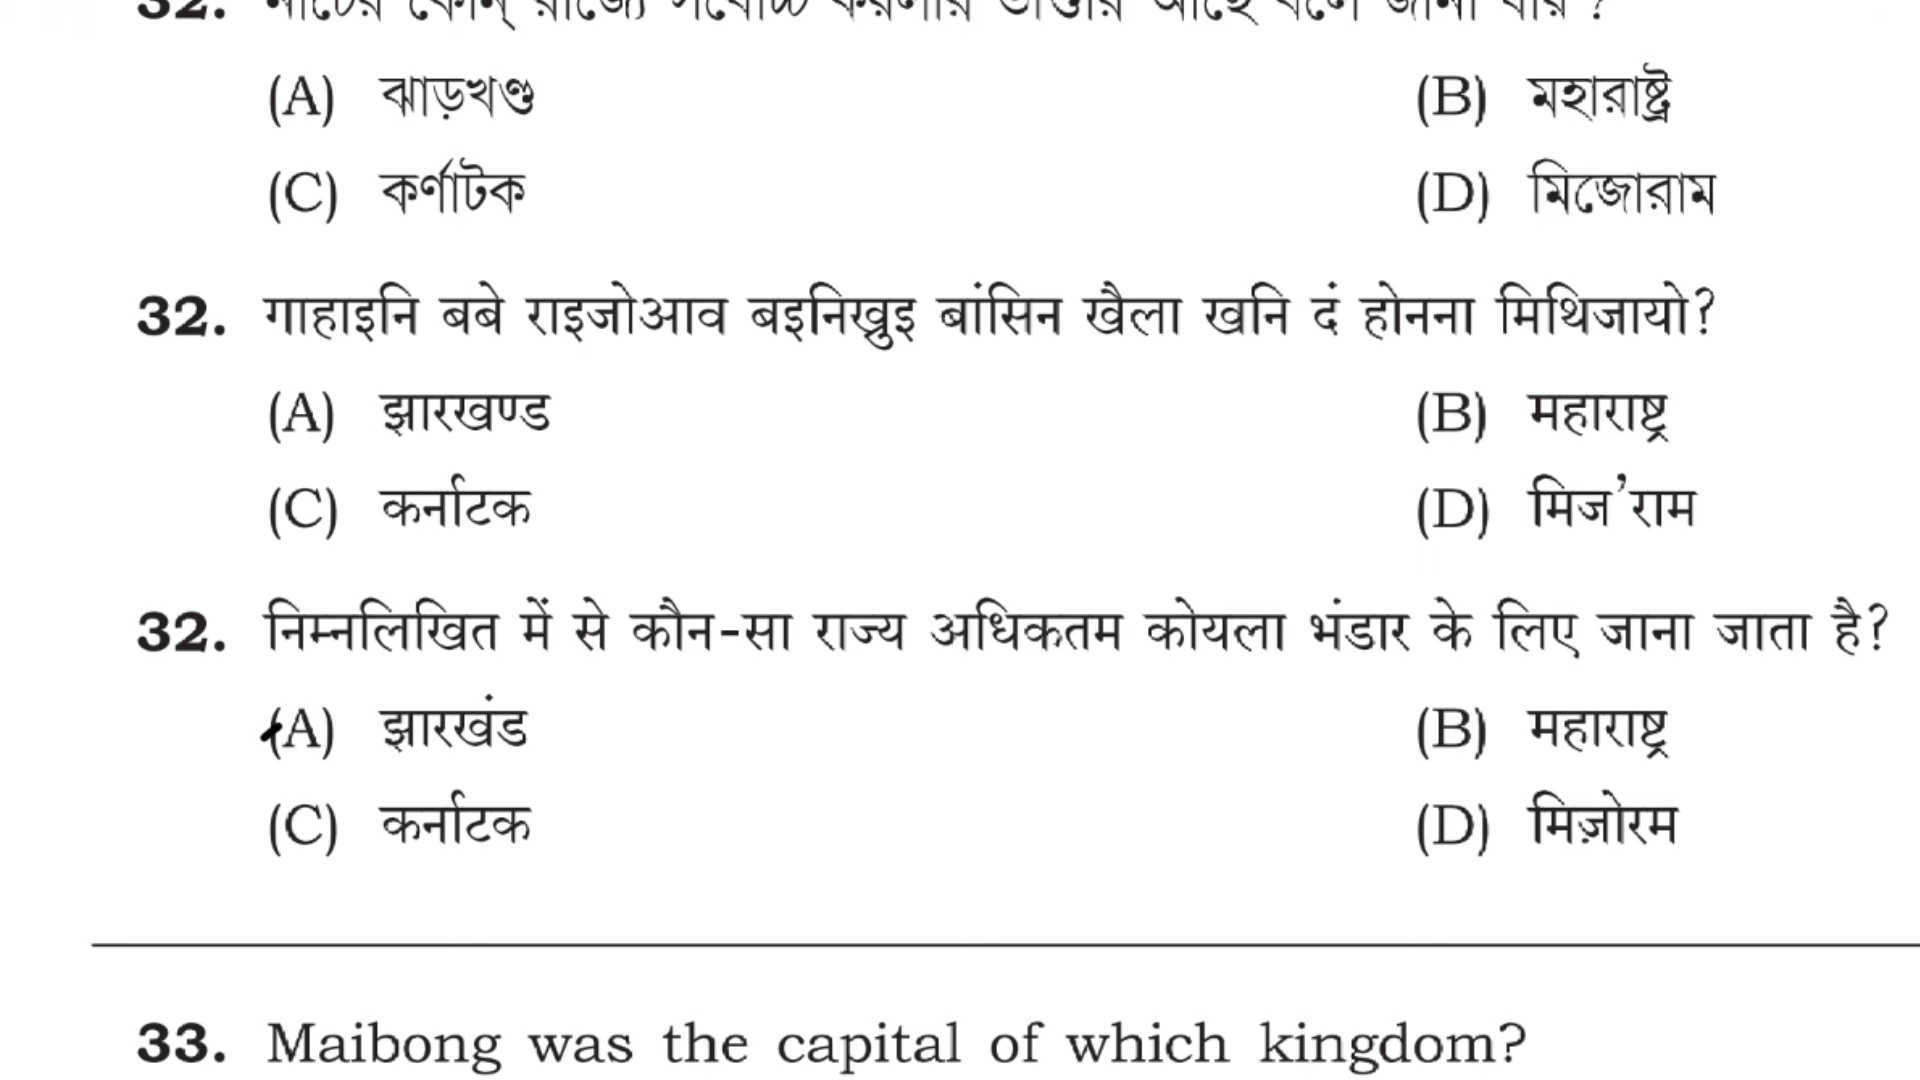 32.
(A) ঝাড়খণ্ড (B) মহারাষ্ট্র
(C) কর্ণাটক (D) মিজোরাম
32. गाहाइनि बबे राइजोआव बइनिख्रुइ बांसिन खैला खनि दं होनना मिथिजायो?
(A) झारखण्ड (B) महाराष्ट्र
(C) कर्नाटक (D) मिज'राम
32. निम्नलिखित में से कौन-सा राज्य अधिकतम कोयला भंडार के लिए जाना जाता है?
(A) झारखंड (B) महाराष्ट्र
(C) कर्नाटक (D) मिज़ोरम
33. Maibong was the capital of which kingdom?